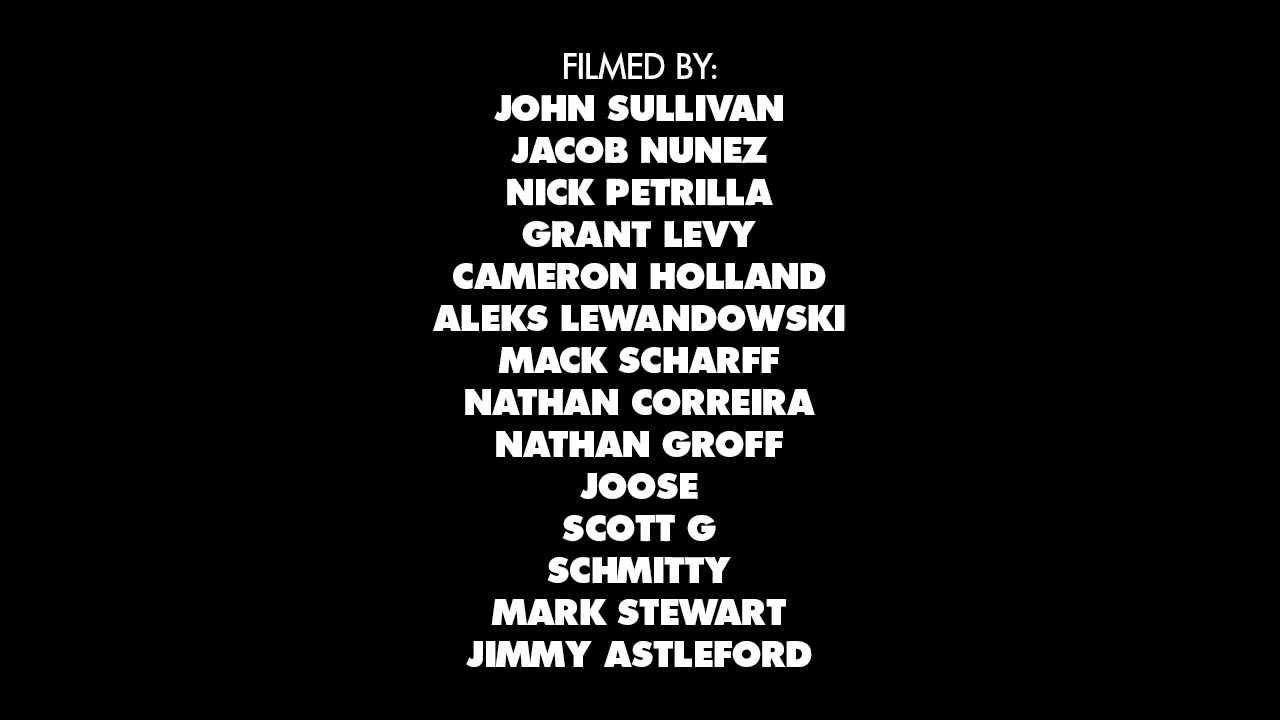 FILMED BY:
JOHN SULLIVAN
JACOB NUNEZ
NICK PETRILLA
GRANT LEVY
CAMERON HOLLAND
ALEKS LEWANDOWSKI
MACK SCHARFF
NATHAN CORREIRA
NATHAN GROFF
JOOSE
SCOTT G
SCHMITTY
MARK STEWART
JIMMY ASTLEFORD